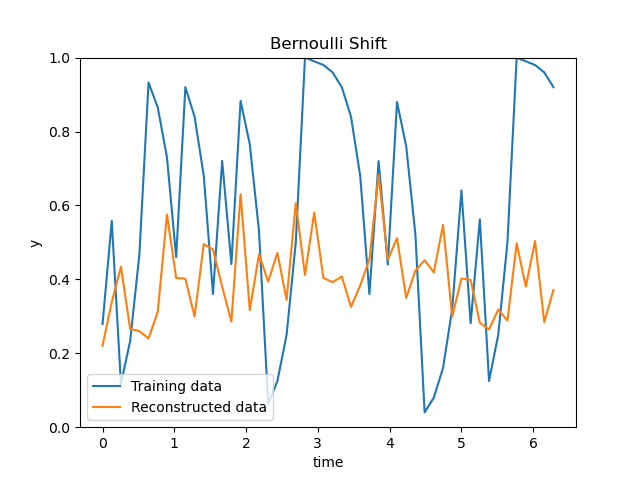 Bernoulli Shift
1.0
0.8
0.6
0.4
0.2
0.0
y
Training data
Reconstructed data
0 1 2 3 4 5 6
time